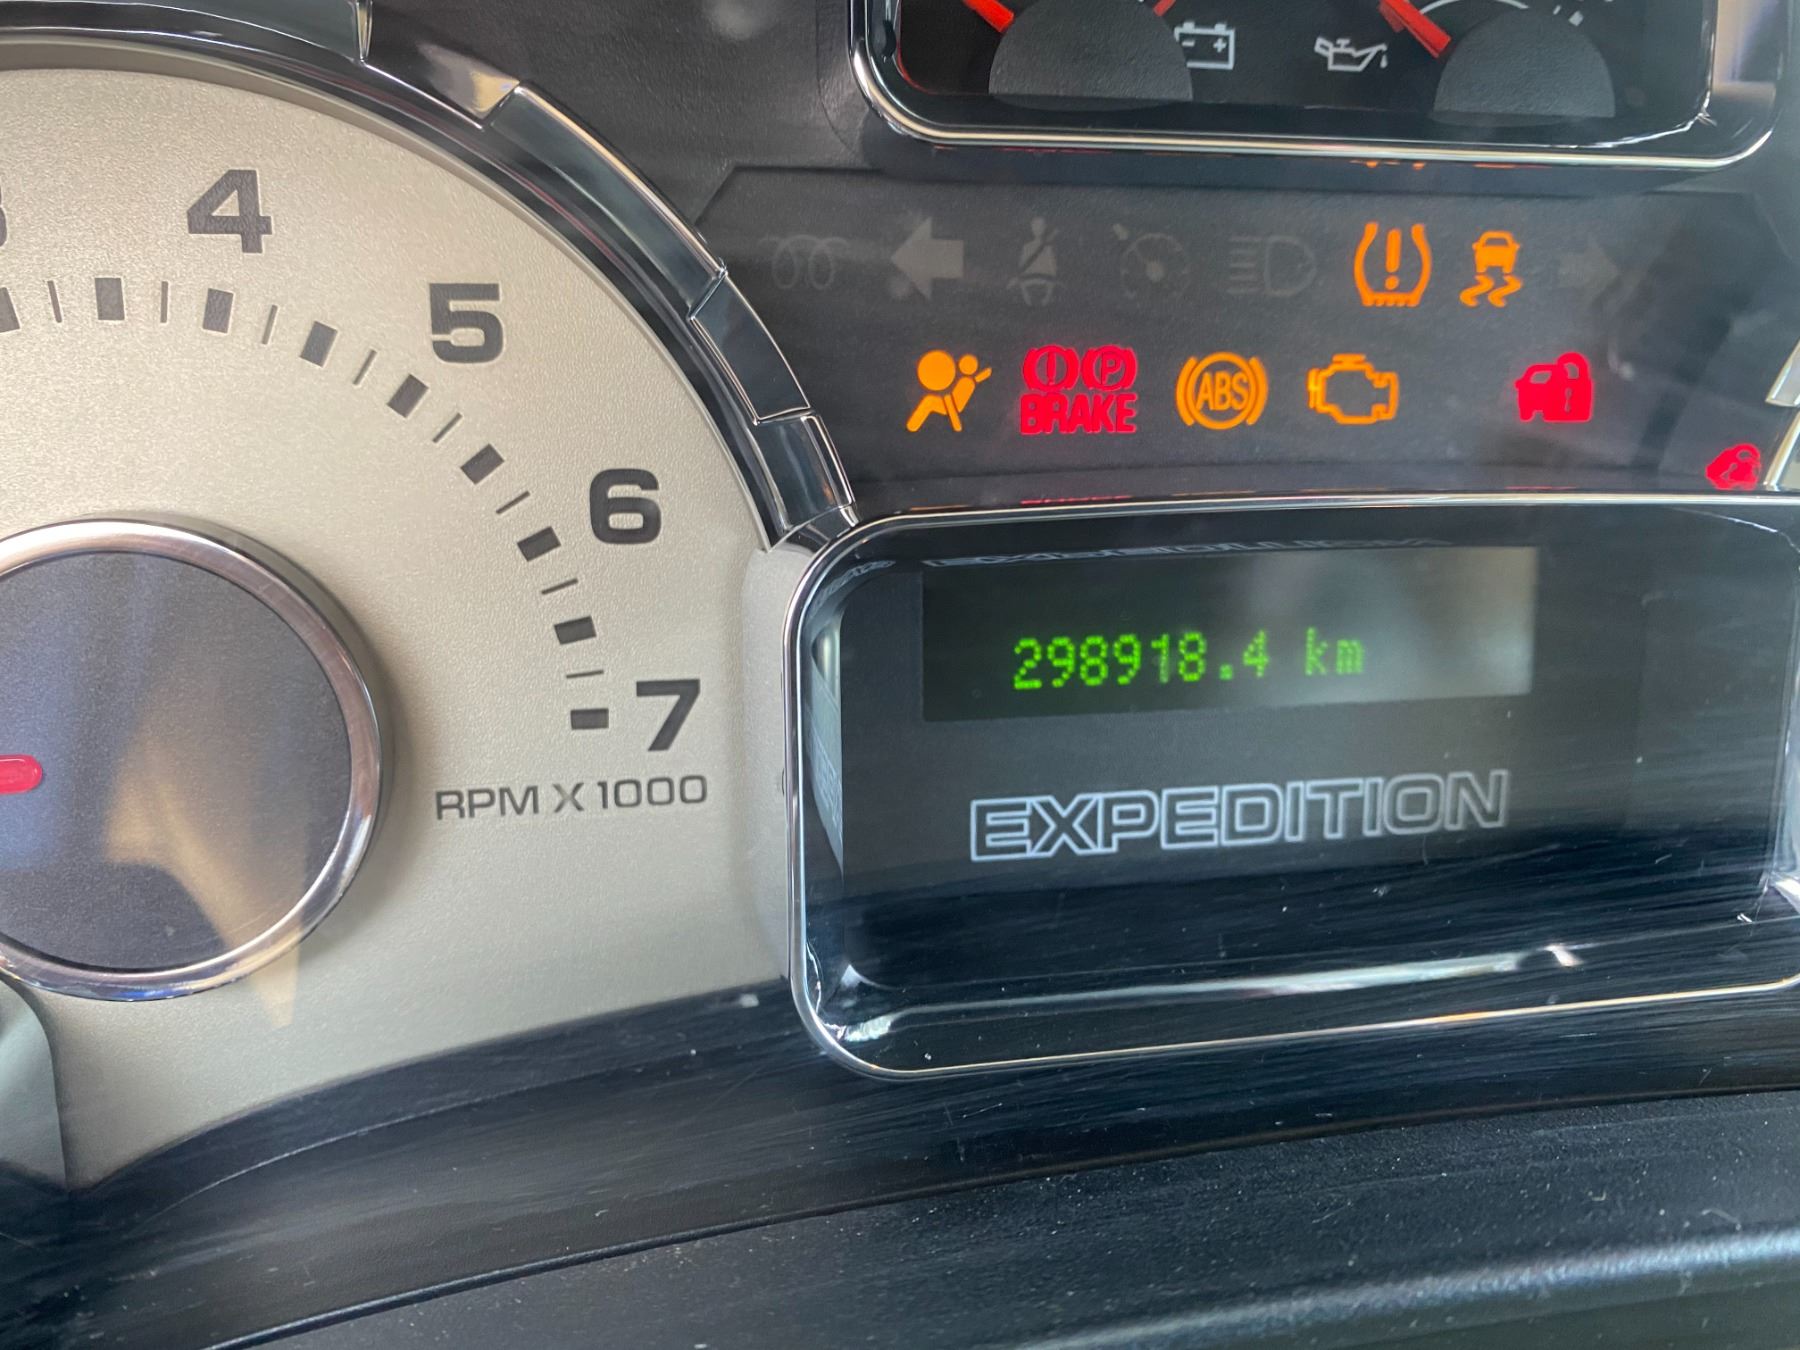 4
5
6
7
RPM X 1000
BRAKE
ABS
298918.4 km
EXPEDITION